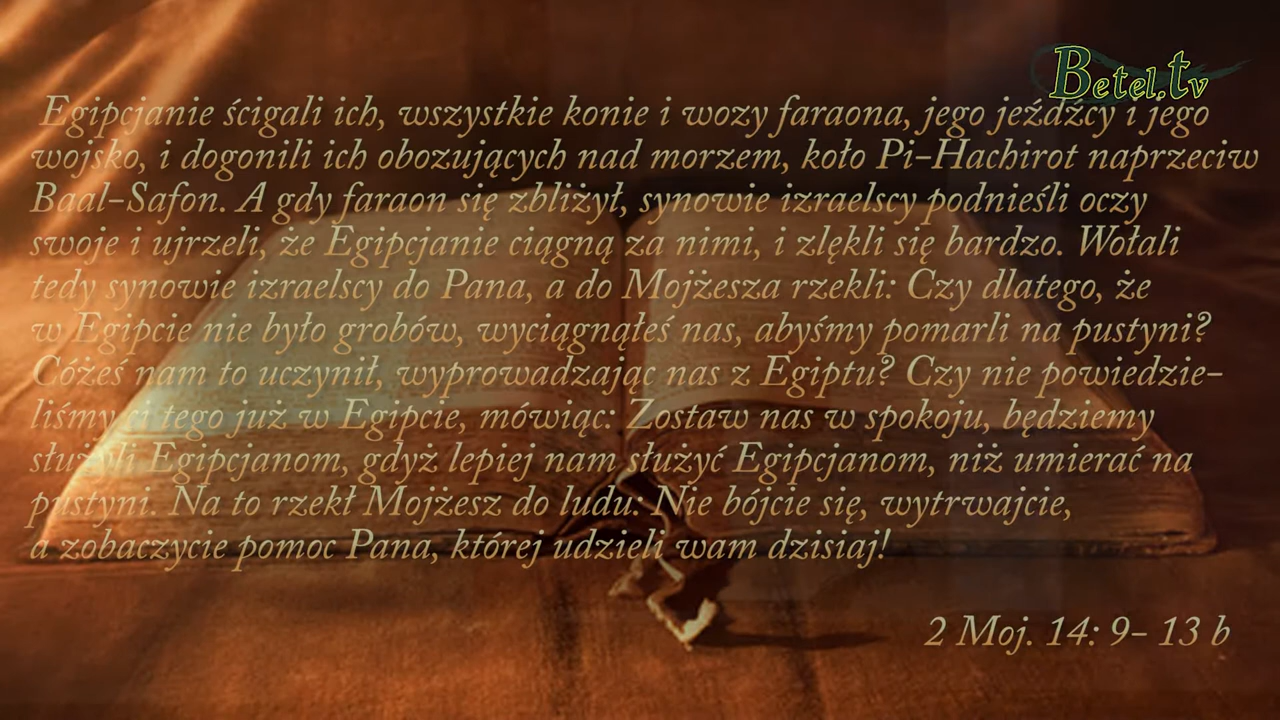 Betel.tv
Egipcjanie ścigali ich, wszystkie konie i wozy faraona, jego jeźdźcy i jego
wojsko, i dogonili ich obozujących nad morzem, koło Pi-Hachirot naprzeciw
Baal-Safon. A gdy faraon się zbliżył, synowie izraelscy podnieśli oczy
swoje i ujrzeli, że Egipcjanie ciągną za nimi, i zlękli się bardzo. Wołali
tedy synowie izraelscy do Pana, a do Mojżesza rzekli: Czy dlatego, że
w Egipcie nie było grobów, wyciągnąłeś nas, abyśmy pomarli na pustyni?
Cóżeś nam to uczynił, wyprowadzając nas z Egiptu? Czy nie powiedzie-
liśmy ci tego już w Egipcie, mówiąc: Zostaw nas w spokoju, będziemy
służyli Egipcjanom, gdyż lepiej nam służyć Egipcjanom, niż umierać na
pustyni. Na to rzekł Mojżesz do ludu: Nie bójcie się, wytrwajcie,
a zobaczycie pomoc Pana, której udzieli wam dzisiaj!
2 Moj. 14: 9- 13 b